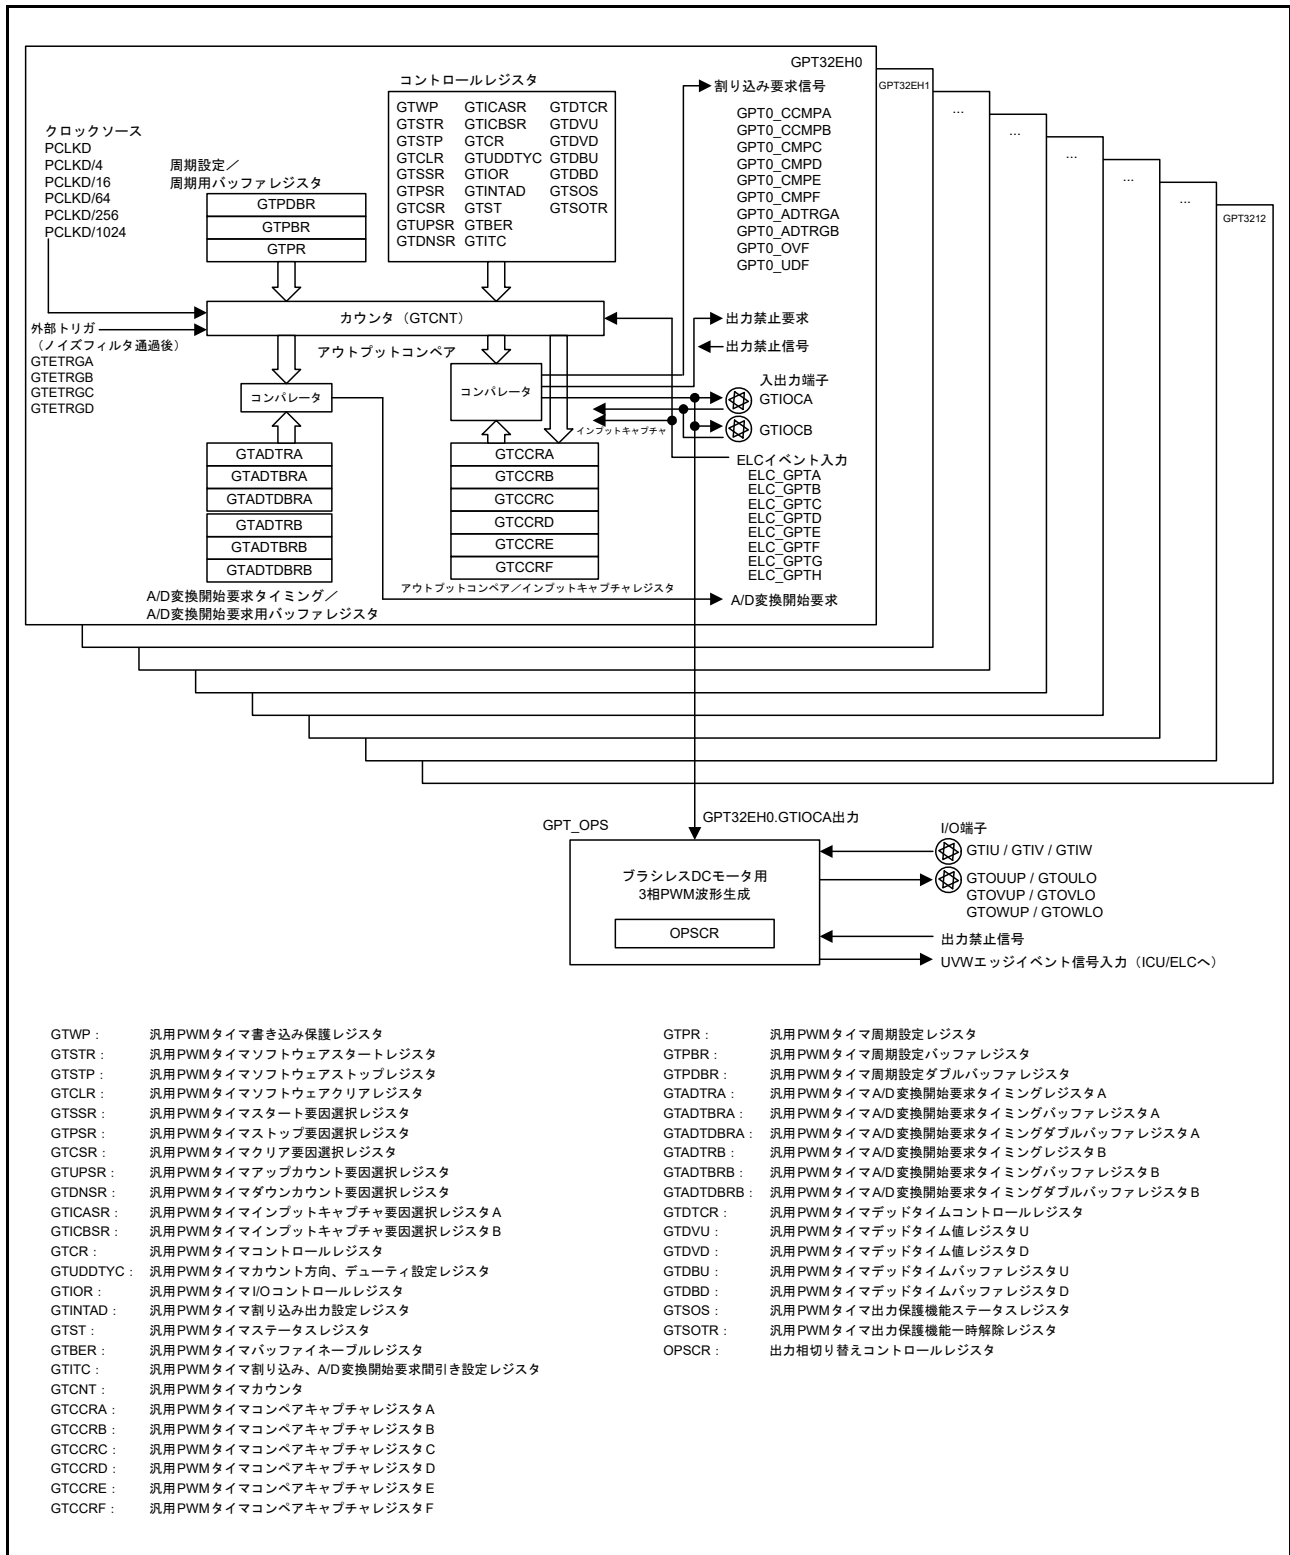 GPT32EH0
GPT32EH1
...
...
...
...
...
GPT3212
クロックソース
PCLKD
PCLKD/4
PCLKD/16
PCLKD/64
PCLKD/256
PCLKD/1024
周期設定／
周期用バッファレジスタ
GTPDBR
GTPBR
GTPR
コントロールレジスタ
GTWP GTICASR GTDTCR
GTSTR GTICBSR GTDVU
GTSTP GTCR GTDVD
GTCLR GTUDDTYC GTDBU
GTSSR GTIOR GTDBD
GTPSR GTINTAD GTSOS
GTCSR GTST GTSOTR
GTUPSR GTBER
GTDNSR GTITC
割り込み要求信号
GPT0_CCMPA
GPT0_CCMPB
GPT0_CMPC
GPT0_CMPD
GPT0_CMPE
GPT0_CMPF
GPT0_ADTRGA
GPT0_ADTRGB
GPT0_OVF
GPT0_UDF
外部トリガ
（ノイズフィルタ通過後）
GTETRGA
GTETRGB
GTETRGC
GTETRGD
カウンタ（GTCNT）
アウトプットコンペア
コンパレータ
コンパレータ
出力禁止要求
出力禁止信号
入出力端子
GTIOCA
GTIOCB
インプットキャプチャ
GTADTRA
GTADTBRA
GTADTDBRA
GTADTRB
GTADTBRB
GTADTDBRB
A/D変換開始要求タイミング／
A/D変換開始要求用バッファレジスタ
GTCCRA
GTCCRB
GTCCRC
GTCCRD
GTCCRE
GTCCRF
アウトプットコンペア／インプットキャプチャレジスタ
ELCイベント入力
ELC_GPTA
ELC_GPTB
ELC_GPTC
ELC_GPTD
ELC_GPTE
ELC_GPTF
ELC_GPTG
ELC_GPTH
A/D変換開始要求
GPT_OPS
GPT32EH0.GTIOCA出力
ブラシレスDCモータ用
3相PWM波形生成
OPSCR
I/O端子
GTIU / GTIV / GTIW
GTOUUP / GTOULO
GTOVUP / GTOVLO
GTOWUP / GTOWLO
出力禁止信号
UVWエッジイベント信号入力（ICU/ELCへ）
GTWP： 汎用PWMタイマ書き込み保護レジスタ
GTSTR： 汎用PWMタイマソフトウェアスタートレジスタ
GTSTP： 汎用PWMタイマソフトウェアストップレジスタ
GTCLR： 汎用PWMタイマソフトウェアクリアレジスタ
GTSSR： 汎用PWMタイマスタート要因選択レジスタ
GTPSR： 汎用PWMタイマストップ要因選択レジスタ
GTCSR： 汎用PWMタイマクリア要因選択レジスタ
GTUPSR： 汎用PWMタイマアップカウント要因選択レジスタ
GTDNSR： 汎用PWMタイマダウンカウント要因選択レジスタ
GTICASR： 汎用PWMタイマインプットキャプチャ要因選択レジスタA
GTICBSR： 汎用PWMタイマインプットキャプチャ要因選択レジスタB
GTCR： 汎用PWMタイマコントロールレジスタ
GTUDDTYC： 汎用PWMタイマカウント方向、デューティ設定レジスタ
GTIOR： 汎用PWMタイマI/Oコントロールレジスタ
GTINTAD： 汎用PWMタイマ割り込み出力設定レジスタ
GTST： 汎用PWMタイマステータスレジスタ
GTBER： 汎用PWMタイマバッファイネーブルレジスタ
GTITC： 汎用PWMタイマ割り込み、A/D変換開始要求間引き設定レジスタ
GTCNT： 汎用PWMタイマカウンタ
GTCCRA： 汎用PWMタイマコンペアキャプチャレジスタA
GTCCRB： 汎用PWMタイマコンペアキャプチャレジスタB
GTCCRC： 汎用PWMタイマコンペアキャプチャレジスタC
GTCCRD： 汎用PWMタイマコンペアキャプチャレジスタD
GTCCRE： 汎用PWMタイマコンペアキャプチャレジスタE
GTCCRF： 汎用PWMタイマコンペアキャプチャレジスタF
GTPR： 汎用PWMタイマ周期設定レジスタ
GTPBR： 汎用PWMタイマ周期設定バッファレジスタ
GTPDBR： 汎用PWMタイマ周期設定ダブルバッファレジスタ
GTADTRA： 汎用PWMタイマA/D変換開始要求タイミングレジスタA
GTADTBRA： 汎用PWMタイマA/D変換開始要求タイミングバッファレジスタA
GTADTDBRA： 汎用PWMタイマA/D変換開始要求タイミングダブルバッファレジスタA
GTADTRB： 汎用PWMタイマA/D変換開始要求タイミングレジスタB
GTADTBRB： 汎用PWMタイマA/D変換開始要求タイミングバッファレジスタB
GTADTDBRB： 汎用PWMタイマA/D変換開始要求タイミングダブルバッファレジスタB
GTDTCR： 汎用PWMタイマデッドタイムコントロールレジスタ
GTDVU： 汎用PWMタイマデッドタイム値レジスタU
GTDVD： 汎用PWMタイマデッドタイム値レジスタD
GTDBU： 汎用PWMタイマデッドタイムバッファレジスタU
GTDBD： 汎用PWMタイマデッドタイムバッファレジスタD
GTSOS： 汎用PWMタイマ出力保護機能ステータスレジスタ
GTSOTR： 汎用PWMタイマ出力保護機能一時解除レジスタ
OPSCR： 出力相切り替えコントロールレジスタ